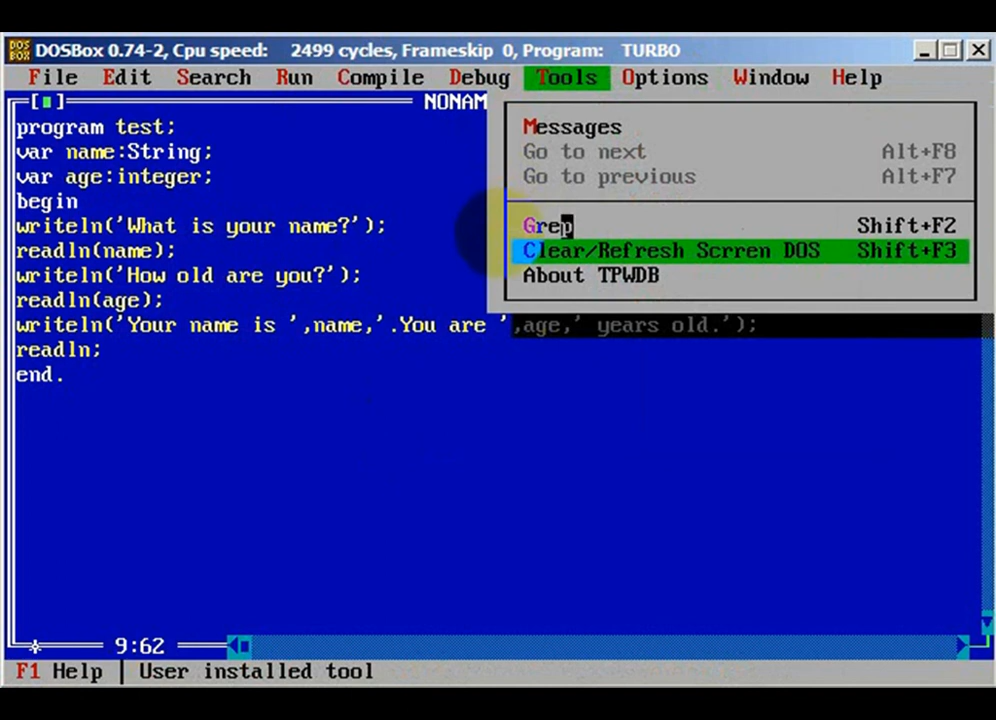 DOSBox 0.74-2, Cpu speed: 2499 cycles, Frameskip 0, Program: TURBO
File Edit Search Run Compile Debug Tools Options Window Help
NONAM
program test;
var name:String;
var age:integer;
begin
writeln('What is your name?');
readln(name);
writeln('How old are you?');
readln(age);
writeln('Your name is ',name,'.You are ',age,' years old.');
readln;
end.
Messages
Go to next Alt+F8
Go to previous Alt+F7
Grep Shift+F2
Clear/Refresh Scrren DOS Shift+F3
About TPWDB
9:62
F1 Help | User installed tool